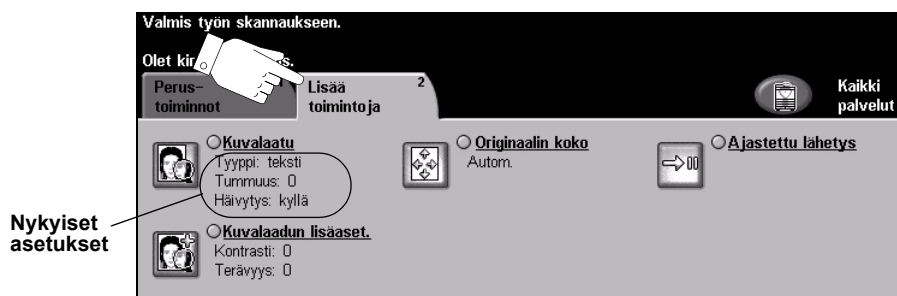 Valmis työn skannaukseen.
Olet kir
Perus-
toiminnot
1
Lisää
toimintoja
2
Kaikki
palvelut
Kuvalaatu
Tyyppi: teksti
Tummuus: 0
Häivytys: kyllä
Originaalin koko
Autom.
Ajastettu lähetys
Nykyiset
asetukset
Kuvalaadun lisäaset.
Kontrasti: 0
Terävyys: 0